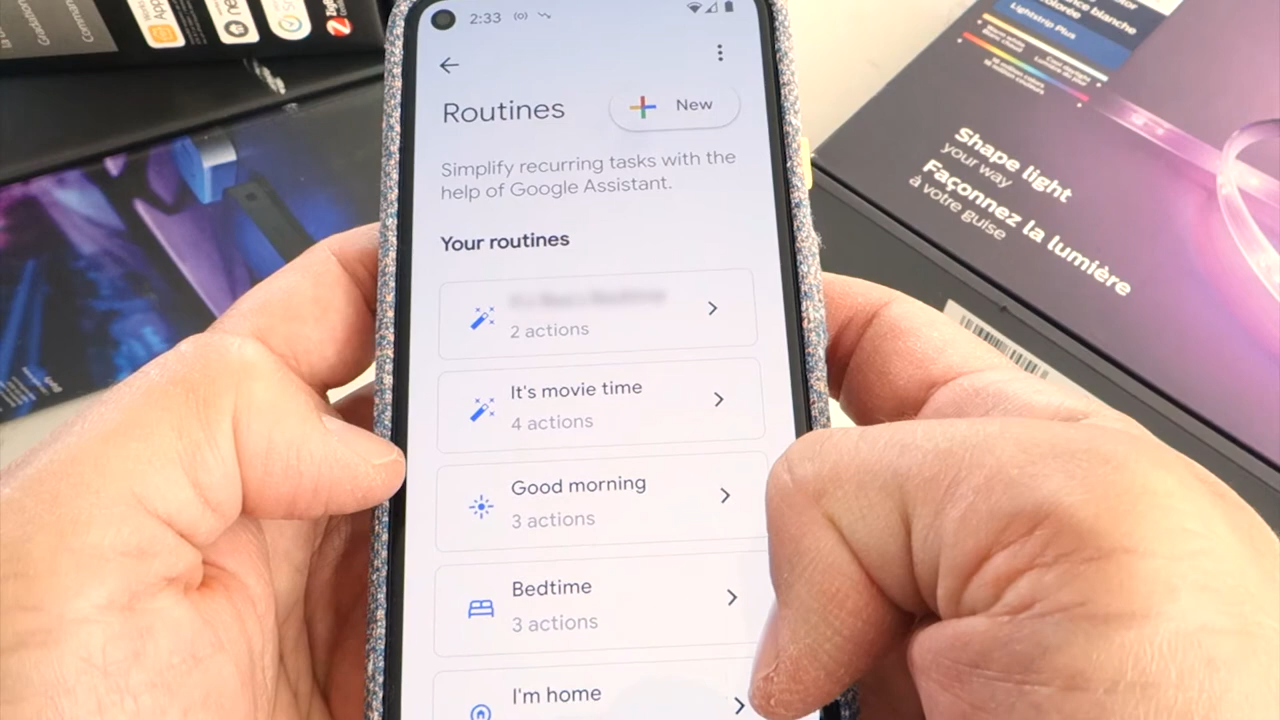 2:33
Routines
New
Simplify recurring tasks with the
help of Google Assistant.
Your routines
2 actions
It's movie time
4 actions
Good morning
3 actions
Bedtime
3 actions
I'm home
Lightstrip Plus
Shape light
your way
Façonnez la lumière
à votre guise